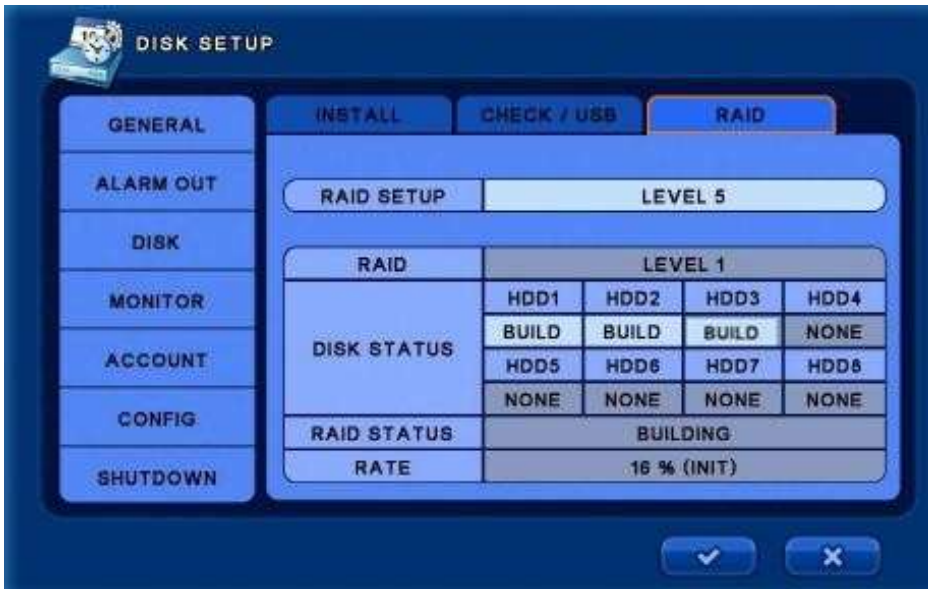 DISK SETUP
INSTALL CHECK / USB RAID
GENERAL
ALARM OUT
DISK
MONITOR
ACCOUNT
CONFIG
SHUTDOWN
RAID SETUP LEVEL 5
RAID LEVEL 1
DISK STATUS
HDD1 HDD2 HDD3 HDD4
BUILD BUILD BUILD NONE
HDD5 HDD6 HDD7 HDD8
NONE NONE NONE NONE
RAID STATUS BUILDING
RATE 16 % (INIT)